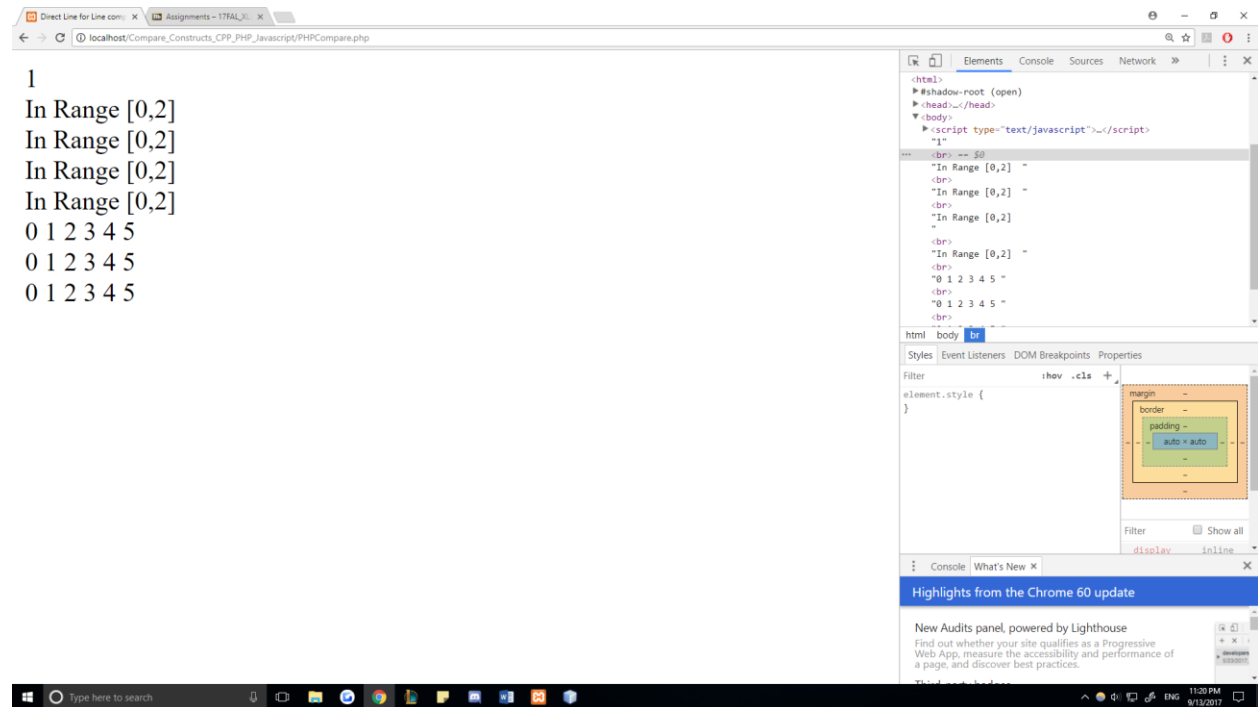 Direct Line for Line com
Assignments – 17FAL_XL
localhost/Compare_Constructs_CPP_PHP_Javascript/PHPCompare.php
1
In Range [0,2]
In Range [0,2]
In Range [0,2]
In Range [0,2]
0 1 2 3 4 5
0 1 2 3 4 5
0 1 2 3 4 5
Elements Console Sources Network »
<html>
▶#shadow-root (open)
▶<head>…</head>
▼<body>
▶<script type="text/javascript">…</script>
"1"
… <br> == $0
"In Range [0,2]  "
<br>
"In Range [0,2]  "
<br>
"In Range [0,2]
"
<br>
"In Range [0,2]  "
<br>
"0 1 2 3 4 5 "
<br>
"0 1 2 3 4 5 "
<br>
html body br
Styles Event Listeners DOM Breakpoints Properties
Filter :hov .cls +
element.style {
}
margin –
border –
padding –
auto × auto
Filter Show all
display inline
Console What's New ×
Highlights from the Chrome 60 update
New Audits panel, powered by Lighthouse
Find out whether your site qualifies as a Progressive
Web App, measure the accessibility and performance of
a page, and discover best practices.
Type here to search
ENG
11:20 PM
9/13/2017